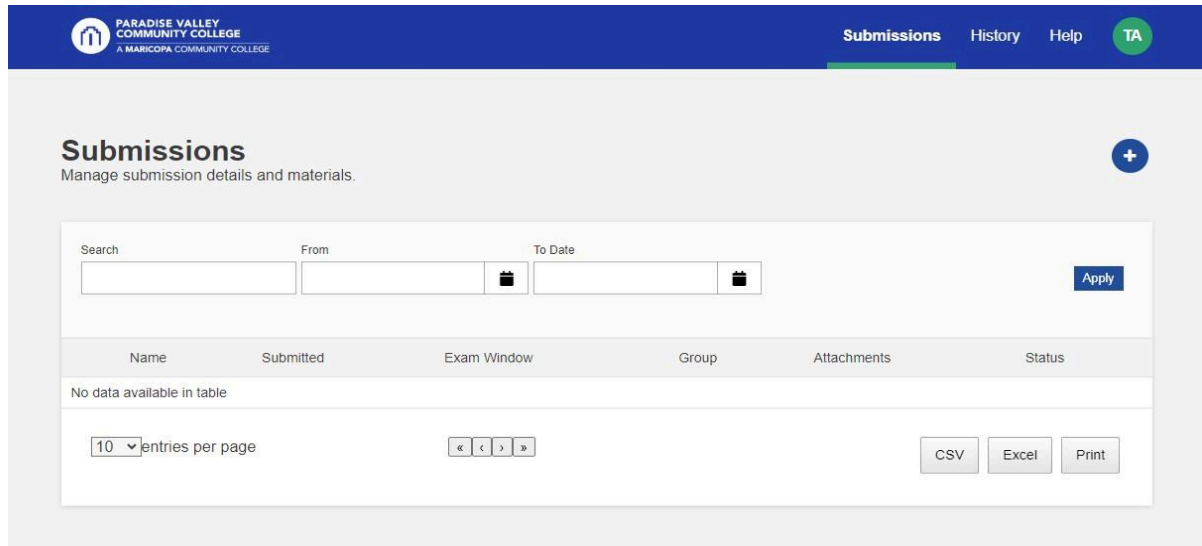 PARADISE VALLEY
COMMUNITY COLLEGE
A MARICOPA COMMUNITY COLLEGE
Submissions History Help TA
Submissions
Manage submission details and materials.
+
Search From To Date
Apply
Name Submitted Exam Window Group Attachments Status
No data available in table
10 entries per page « ‹ › » CSV Excel Print